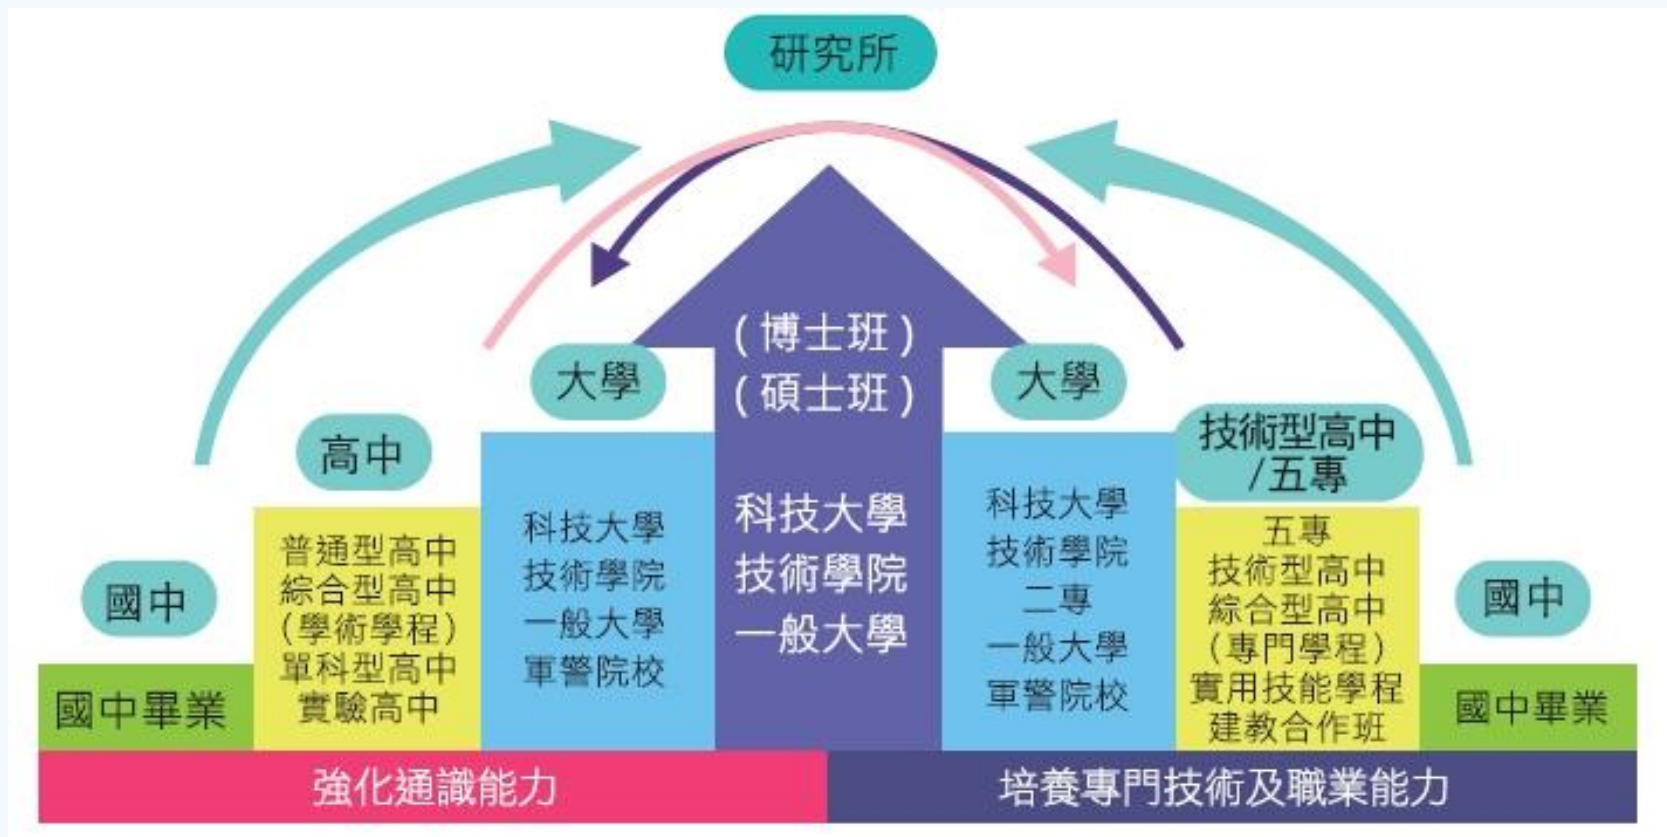 研究所
國中
國中畢業
高中
普通型高中
綜合型高中
(學術學程)
單科型高中
實驗高中
大學
科技大學
技術學院
一般大學
軍警院校
(博士班)
(碩士班)
科技大學
技術學院
一般大學
大學
科技大學
技術學院
二專
一般大學
軍警院校
技術型高中
/五專
五專
技術型高中
綜合型高中
(專門學程)
實用技能學程
建教合作班
國中
國中畢業
強化通識能力
培養專門技術及職業能力